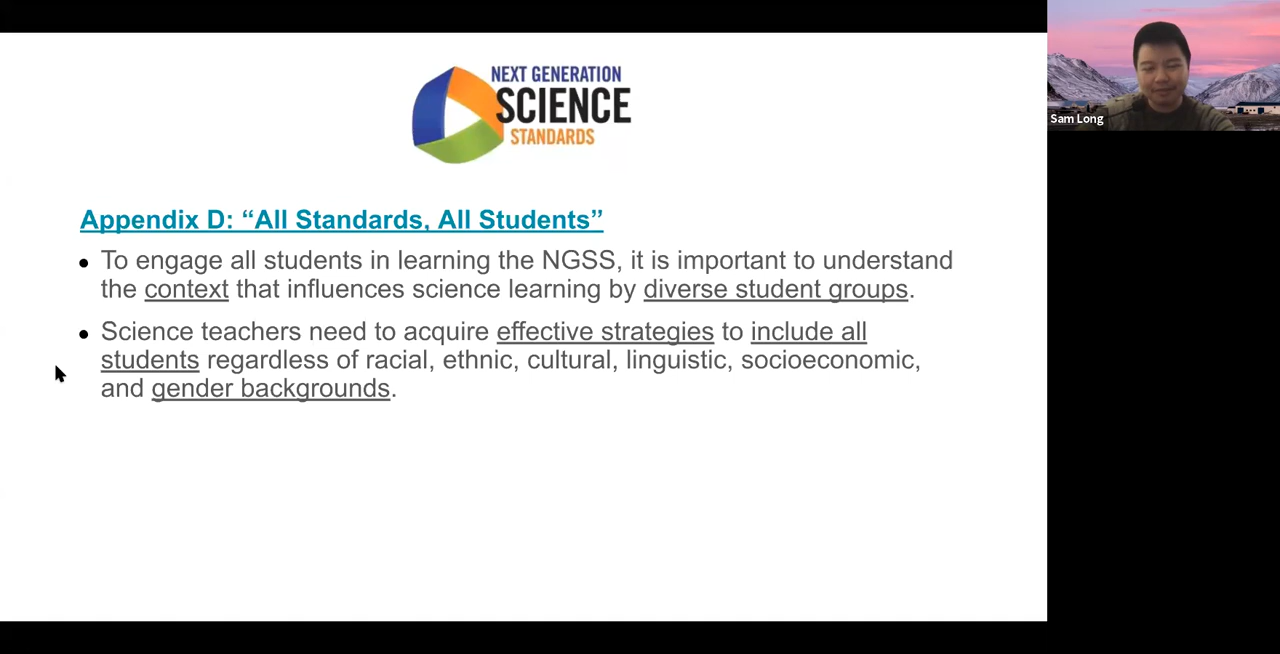 NEXT GENERATION
SCIENCE
STANDARDS
Sam Long
Appendix D: “All Standards, All Students”
To engage all students in learning the NGSS, it is important to understand
the context that influences science learning by diverse student groups.
Science teachers need to acquire effective strategies to include all
students regardless of racial, ethnic, cultural, linguistic, socioeconomic,
and gender backgrounds.